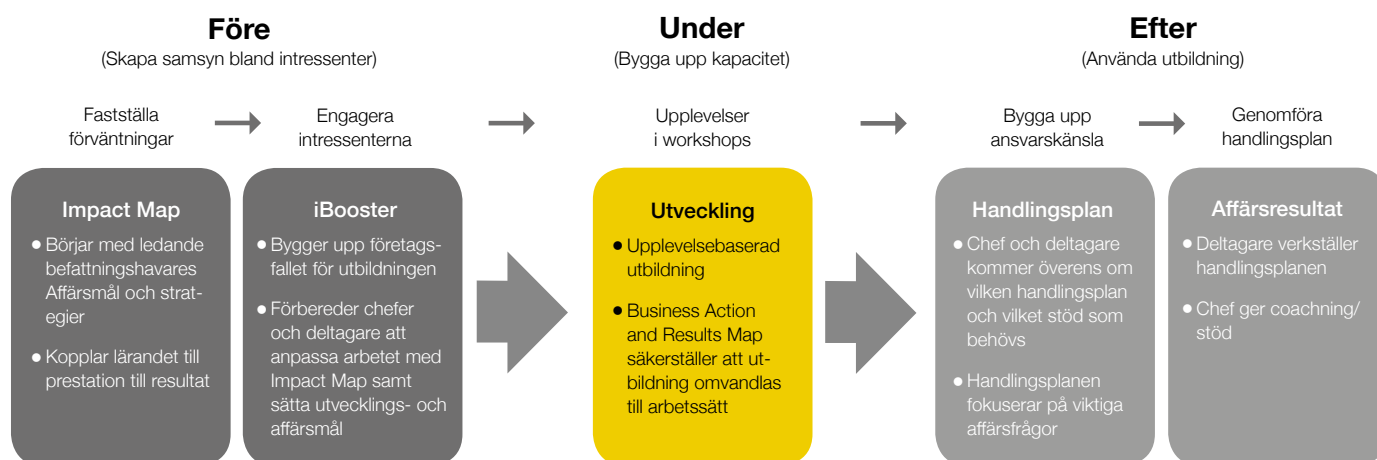 Före
(Skapa samsyn bland intressenter)
Under
(Bygga upp kapacitet)
Efter
(Använda utbildning)
Fastställa
förväntningar
Engagera
intressenterna
Upplevelser
i workshops
Bygga upp
ansvarskänsla
Genomföra
handlingsplan
Impact Map
• Börjar med ledande
befattningshavares
Affärsmål och strat-
egier
• Kopplar lärandet till
prestation till resultat
iBooster
• Bygger upp företags-
fallet för utbildningen
• Förbereder chefer
och deltagare att
anpassa arbetet med
Impact Map samt
sätta utvecklings- och
affärsmål
Utveckling
• Upplevelsebaserad
utbildning
• Business Action
and Results Map
säkerställer att ut-
bildning omvandlas
till arbetssätt
Handlingsplan
• Chef och deltagare
kommer överens om
vilken handlingsplan
och vilket stöd som
behövs
• Handlingsplanen
fokuserar på viktiga
affärsfrågor
Affärsresultat
• Deltagare verkställer
handlingsplanen
• Chef ger coachning/
stöd